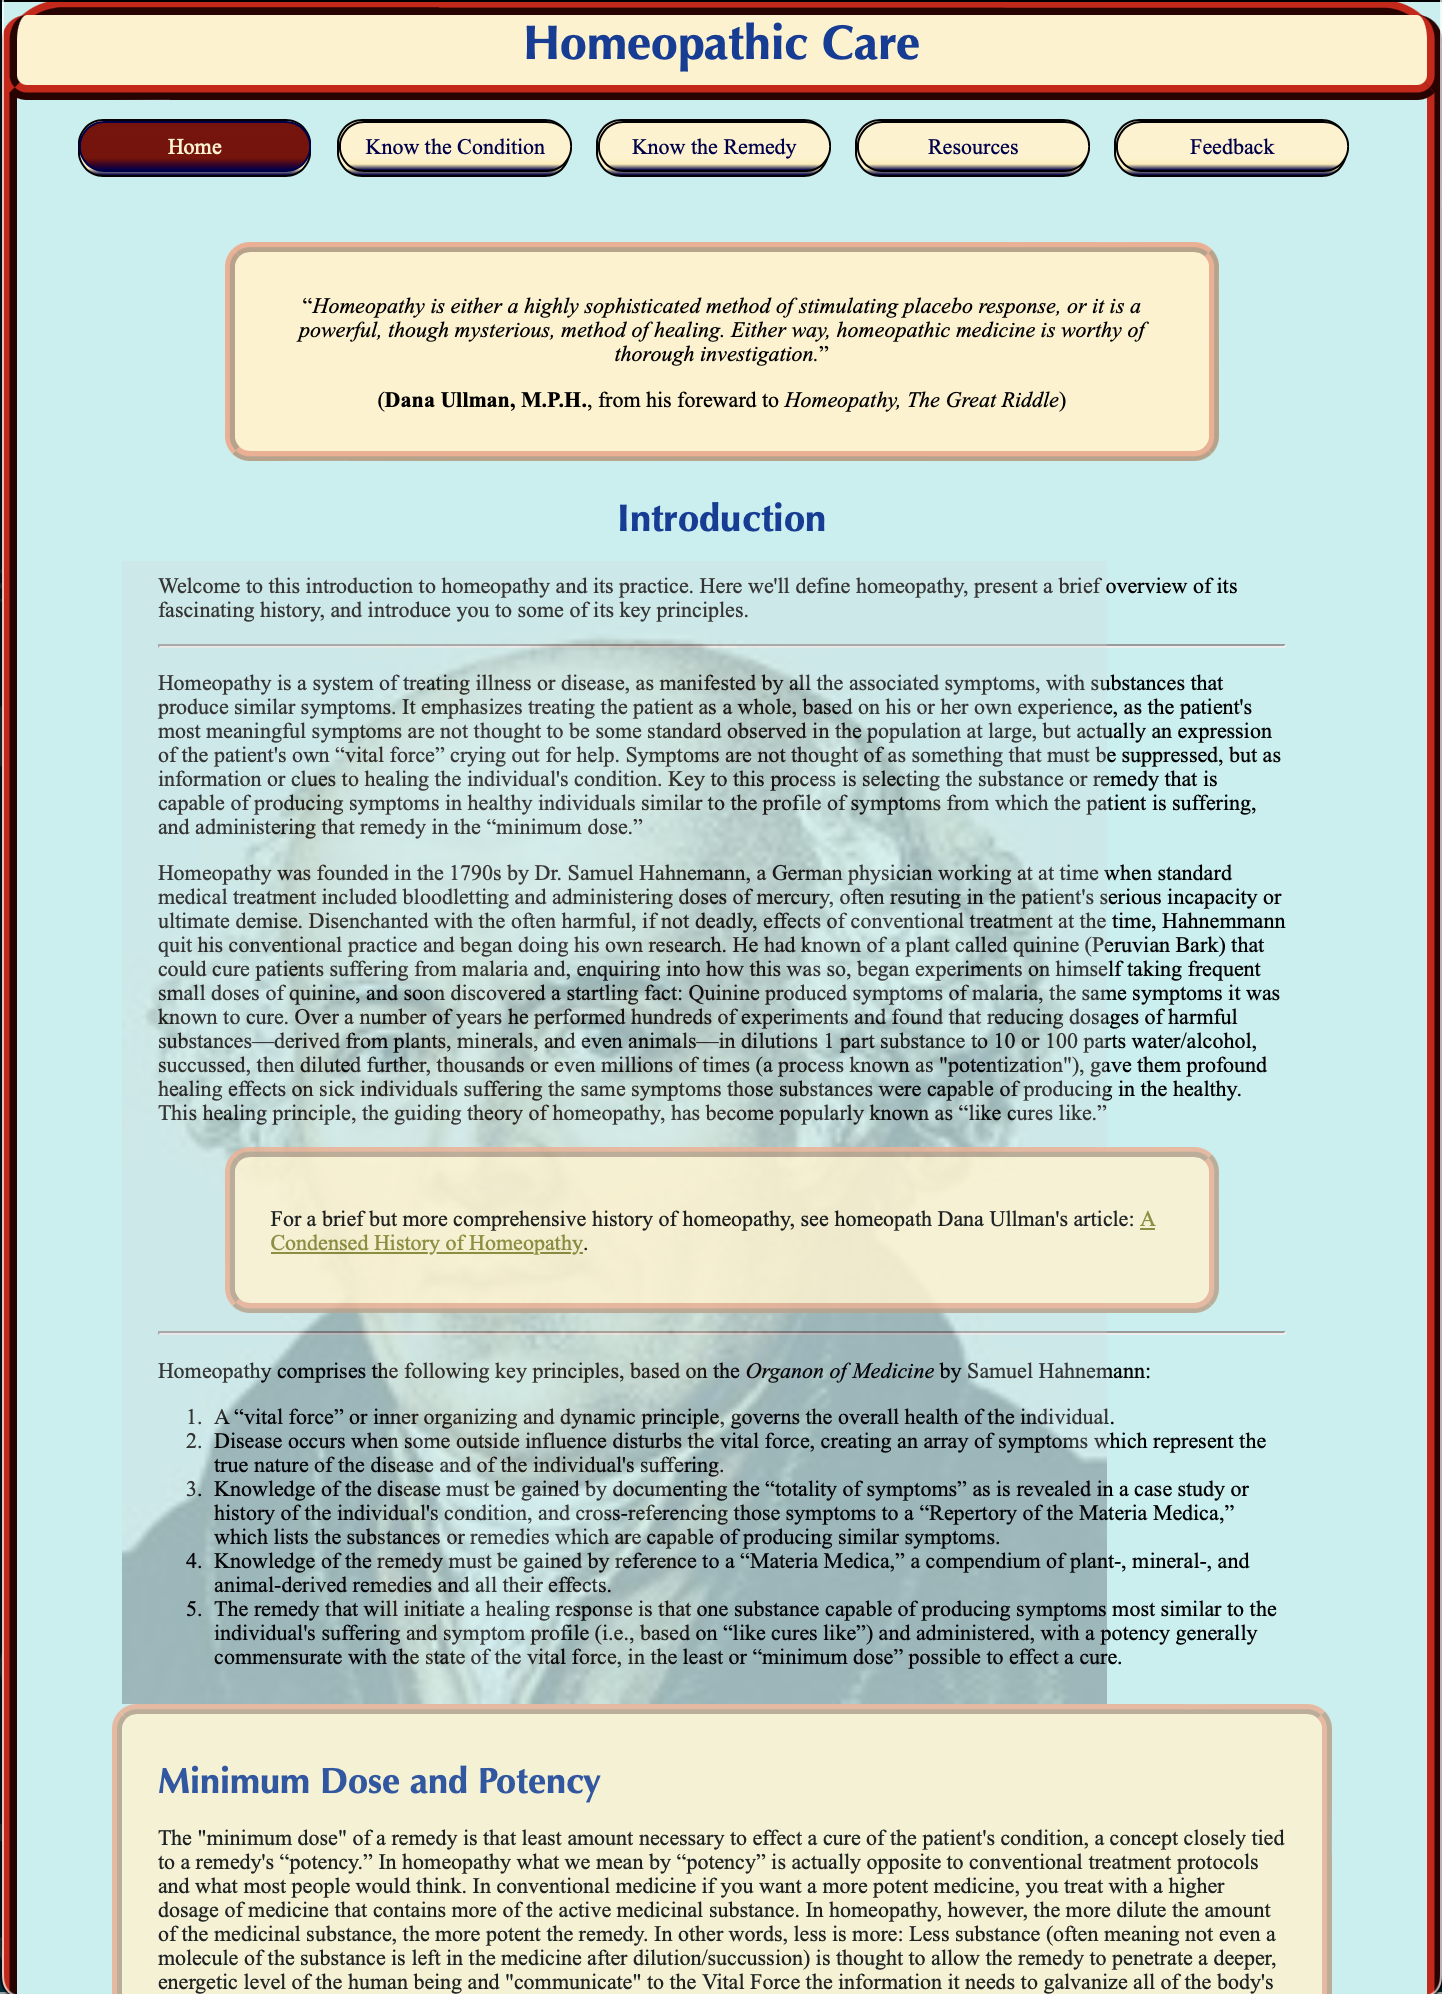 Homeopathic Care
Home
Know the Condition
Know the Remedy
Resources
Feedback
“Homeopathy is either a highly sophisticated method of stimulating placebo response, or it is a
powerful, though mysterious, method of healing. Either way, homeopathic medicine is worthy of
thorough investigation.”
(Dana Ullman, M.P.H., from his foreward to Homeopathy, The Great Riddle)
Introduction
Welcome to this introduction to homeopathy and its practice. Here we'll define homeopathy, present a brief overview of its
fascinating history, and introduce you to some of its key principles.
Homeopathy is a system of treating illness or disease, as manifested by all the associated symptoms, with substances that
produce similar symptoms. It emphasizes treating the patient as a whole, based on his or her own experience, as the patient's
most meaningful symptoms are not thought to be some standard observed in the population at large, but actually an expression
of the patient's own “vital force” crying out for help. Symptoms are not thought of as something that must be suppressed, but as
information or clues to healing the individual's condition. Key to this process is selecting the substance or remedy that is
capable of producing symptoms in healthy individuals similar to the profile of symptoms from which the patient is suffering,
and administering that remedy in the “minimum dose.”
Homeopathy was founded in the 1790s by Dr. Samuel Hahnemann, a German physician working at at time when standard
medical treatment included bloodletting and administering doses of mercury, often resuting in the patient's serious incapacity or
ultimate demise. Disenchanted with the often harmful, if not deadly, effects of conventional treatment at the time, Hahnemmann
quit his conventional practice and began doing his own research. He had known of a plant called quinine (Peruvian Bark) that
could cure patients suffering from malaria and, enquiring into how this was so, began experiments on himself taking frequent
small doses of quinine, and soon discovered a startling fact: Quinine produced symptoms of malaria, the same symptoms it was
known to cure. Over a number of years he performed hundreds of experiments and found that reducing dosages of harmful
substances—derived from plants, minerals, and even animals—in dilutions 1 part substance to 10 or 100 parts water/alcohol,
succussed, then diluted further, thousands or even millions of times (a process known as "potentization"), gave them profound
healing effects on sick individuals suffering the same symptoms those substances were capable of producing in the healthy.
This healing principle, the guiding theory of homeopathy, has become popularly known as “like cures like.”
For a brief but more comprehensive history of homeopathy, see homeopath Dana Ullman's article: A
Condensed History of Homeopathy.
Homeopathy comprises the following key principles, based on the Organon of Medicine by Samuel Hahnemann:
1. A “vital force” or inner organizing and dynamic principle, governs the overall health of the individual.
2. Disease occurs when some outside influence disturbs the vital force, creating an array of symptoms which represent the
true nature of the disease and of the individual's suffering.
3. Knowledge of the disease must be gained by documenting the “totality of symptoms” as is revealed in a case study or
history of the individual's condition, and cross-referencing those symptoms to a “Repertory of the Materia Medica,”
which lists the substances or remedies which are capable of producing similar symptoms.
4. Knowledge of the remedy must be gained by reference to a “Materia Medica,” a compendium of plant-, mineral-, and
animal-derived remedies and all their effects.
5. The remedy that will initiate a healing response is that one substance capable of producing symptoms most similar to the
individual's suffering and symptom profile (i.e., based on “like cures like”) and administered, with a potency generally
commensurate with the state of the vital force, in the least or “minimum dose” possible to effect a cure.
Minimum Dose and Potency
The "minimum dose" of a remedy is that least amount necessary to effect a cure of the patient's condition, a concept closely tied
to a remedy's “potency.” In homeopathy what we mean by “potency” is actually opposite to conventional treatment protocols
and what most people would think. In conventional medicine if you want a more potent medicine, you treat with a higher
dosage of medicine that contains more of the active medicinal substance. In homeopathy, however, the more dilute the amount
of the medicinal substance, the more potent the remedy. In other words, less is more: Less substance (often meaning not even a
molecule of the substance is left in the medicine after dilution/succussion) is thought to allow the remedy to penetrate a deeper,
energetic level of the human being and "communicate" to the Vital Force the information it needs to galvanize all of the body's